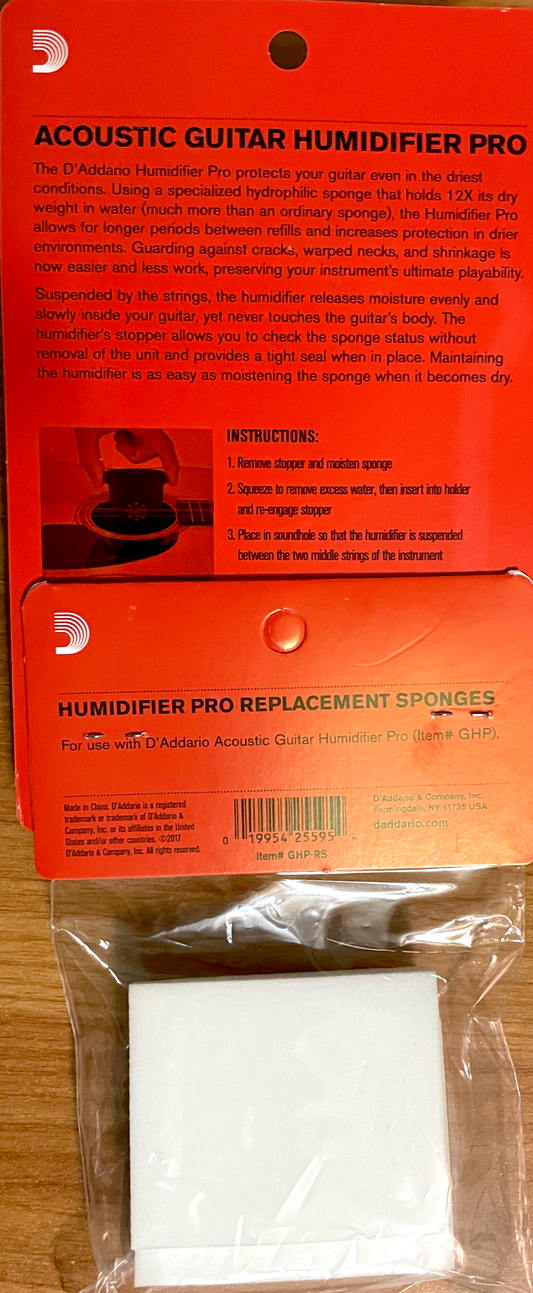 ACOUSTIC GUITAR HUMIDIFIER PRO
The D'Addario Humidifier Pro protects your guitar even in the driest
conditions. Using a specialized hydrophilic sponge that holds 12X its dry
weight in water (much more than an ordinary sponge), the Humidifier Pro
allows for longer periods between refills and increases protection in drier
environments. Guarding against cracks, warped necks, and shrinkage is
now easier and less work, preserving your instrument's ultimate playability.
Suspended by the strings, the humidifier releases moisture evenly and
slowly inside your guitar, yet never touches the guitar's body. The
humidifier's stopper allows you to check the sponge status without
removal of the unit and provides a tight seal when in place. Maintaining
the humidifier is as easy as moistening the sponge when it becomes dry.
INSTRUCTIONS:
1. Remove stopper and moisten sponge
2. Squeeze to remove excess water, then insert into holder
and re-engage stopper
3. Place in soundhole so that the humidifier is suspended
between the two middle strings of the instrument
HUMIDIFIER PRO REPLACEMENT SPONGES
For use with D'Addario Acoustic Guitar Humidifier Pro (Item# GHP).
Made in China. D'Addario is a registered
trademark or trademark of D'Addario &
Company, Inc. or its affiliates in the United
States and/or other countries. ©2017
D'Addario & Company, Inc. All rights reserved.
0 19954 25595 4
Item# GHP-RS
D'Addario & Company, Inc.
Farmingdale, NY 11735 USA
daddario.com